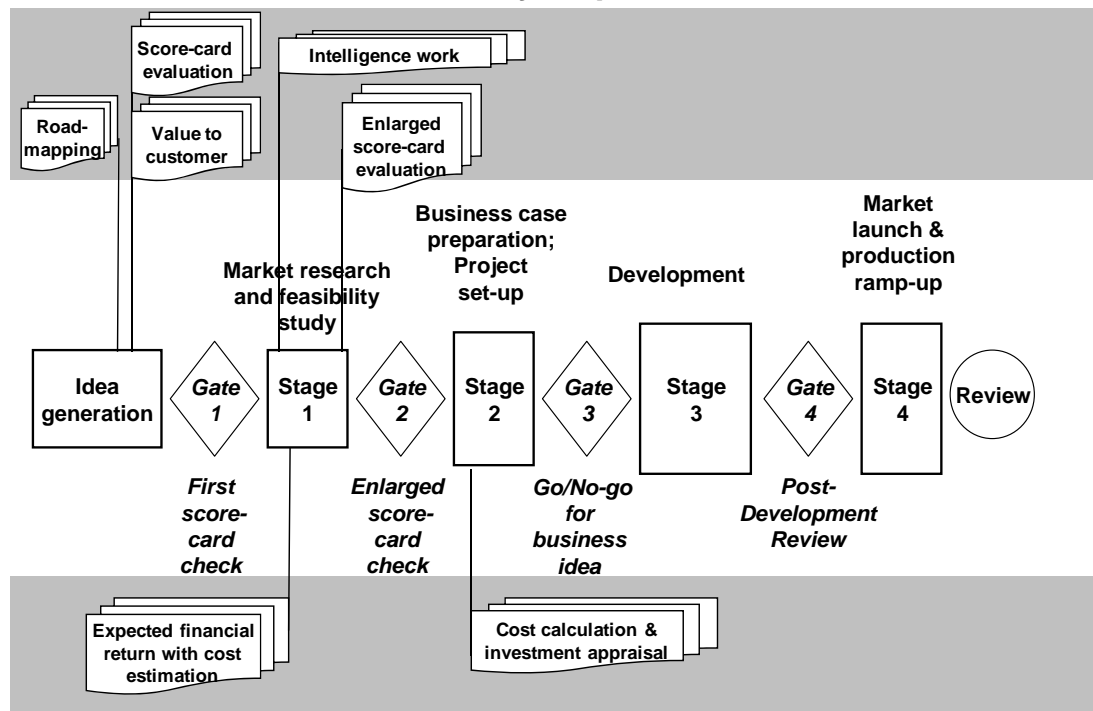 Score-card
evaluation
Intelligence work
Road-
mapping
Value to
customer
Enlarged
score-card
evaluation
Market research
and feasibility
study
Business case
preparation;
Project
set-up
Development
Market
launch &
production
ramp-up
Idea
generation
Gate
1
Stage
1
Gate
2
Stage
2
Gate
3
Stage
3
Gate
4
Stage
4
Review
First
score-
card
check
Enlarged
score-
card
check
Go/No-go
for
business
idea
Post-
Development
Review
Expected financial
return with cost
estimation
Cost calculation &
investment appraisal